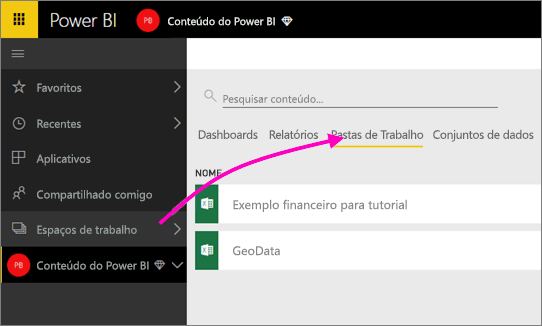 Power BI
PB Conteúdo do Power BI
Favoritos
Recentes
Aplicativos
Compartilhado comigo
Espaços de trabalho
PB Conteúdo do Power BI
Pesquisar conteúdo...
Dashboards Relatórios Pastas de Trabalho Conjuntos de dados
NOME
Exemplo financeiro para tutorial
GeoData